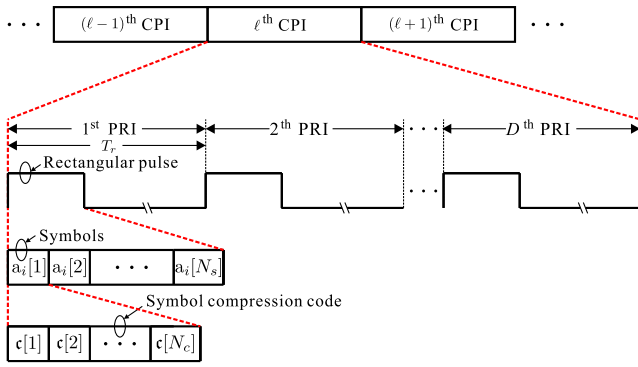 · · · (ℓ − 1)ᵗʰ CPI ℓᵗʰ CPI (ℓ + 1)ᵗʰ CPI · · ·
1ˢᵗ PRI 2ᵗʰ PRI · · · Dᵗʰ PRI
Tᵣ
Rectangular pulse
· · ·
Symbols
aᵢ[1] aᵢ[2] · · · aᵢ[Nₛ]
Symbol compression code
𝔠[1] 𝔠[2] · · · 𝔠[N_c]